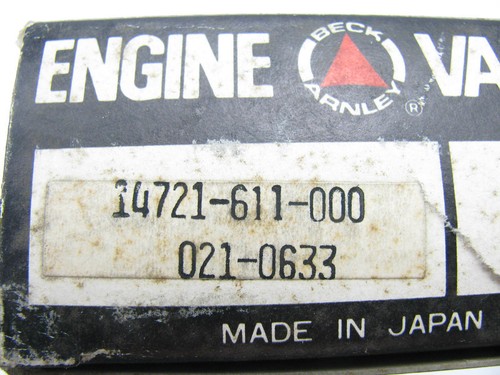 ENGINE BECK ARNLEY ® VA
14721-611-000
021-0633
MADE IN JAPAN